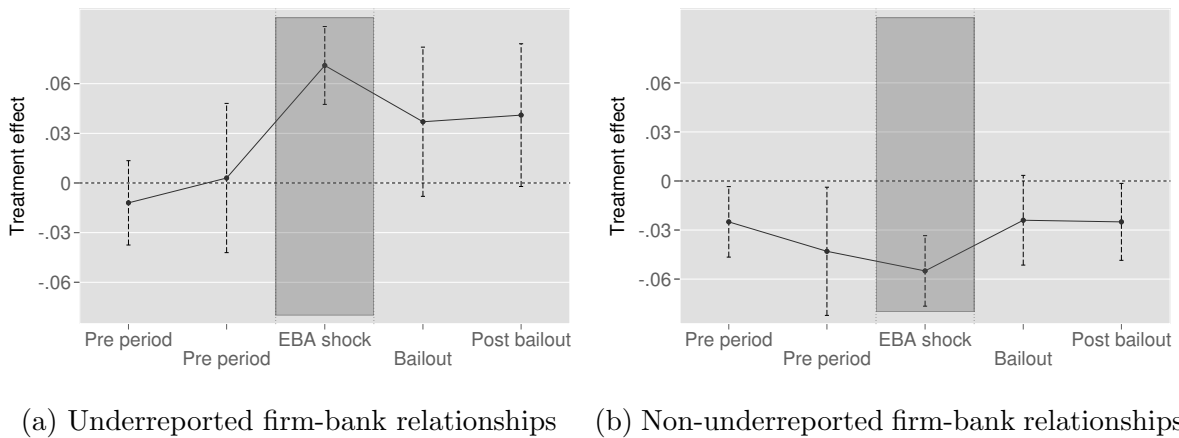 Treatment effect
.06
.03
0
-.03
-.06
Pre period
Pre period
EBA shock
Bailout
Post bailout
(a) Underreported firm-bank relationships
Treatment effect
.06
.03
0
-.03
-.06
Pre period
Pre period
EBA shock
Bailout
Post bailout
(b) Non-underreported firm-bank relationships